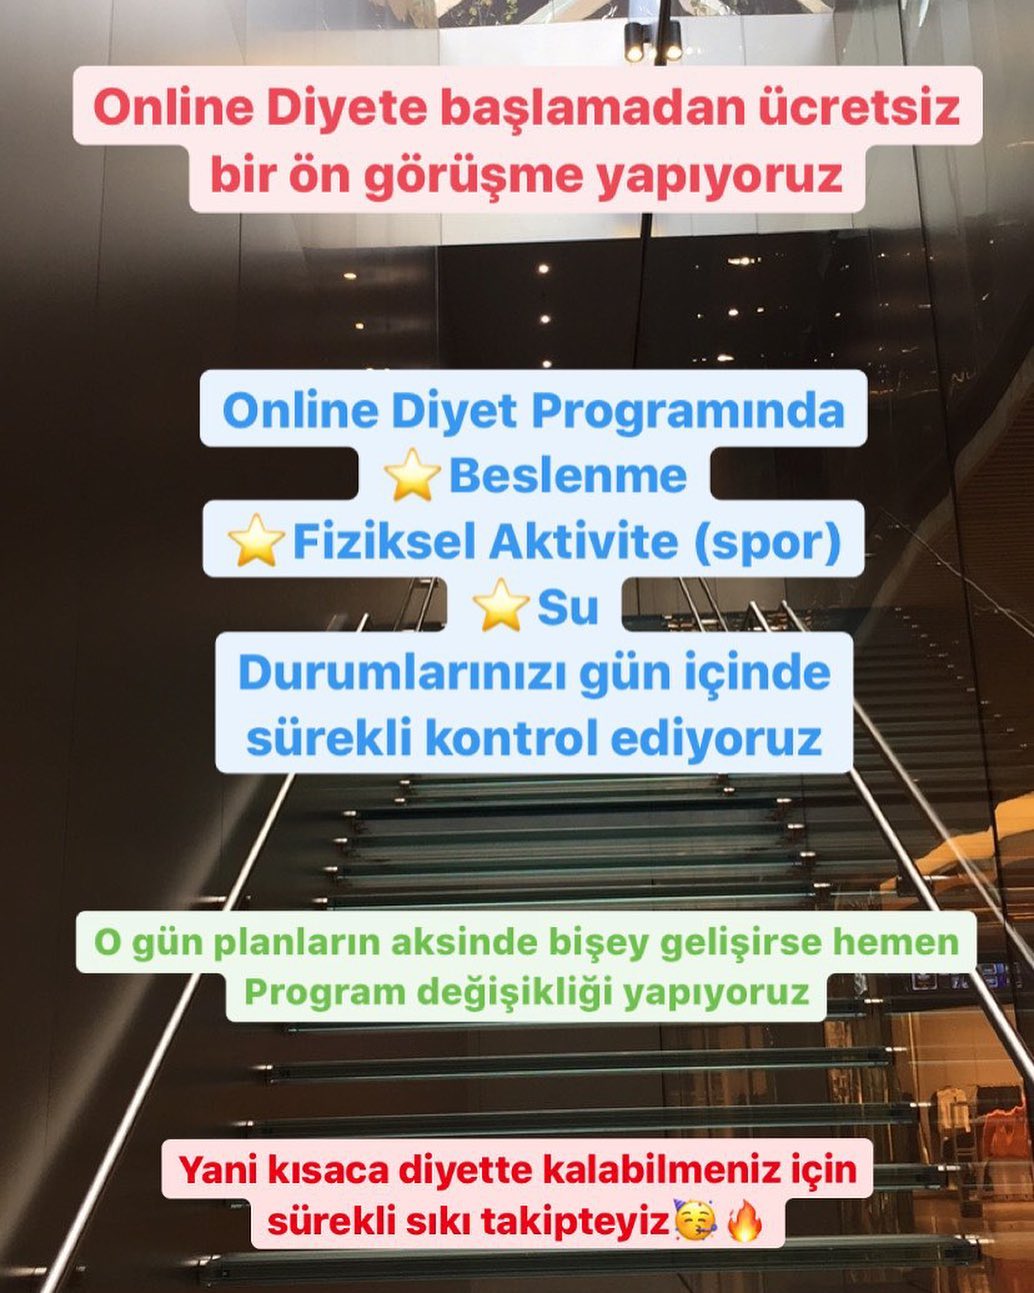 Online Diyete başlamadan ücretsiz
bir ön görüşme yapıyoruz
Online Diyet Programında
⭐Beslenme
⭐Fiziksel Aktivite (spor)
⭐Su
Durumlarınızı gün içinde
sürekli kontrol ediyoruz
O gün planların aksinde bişey gelişirse hemen
Program değişikliği yapıyoruz
Yani kısaca diyette kalabilmeniz için
sürekli sıkı takipteyiz🥳🔥